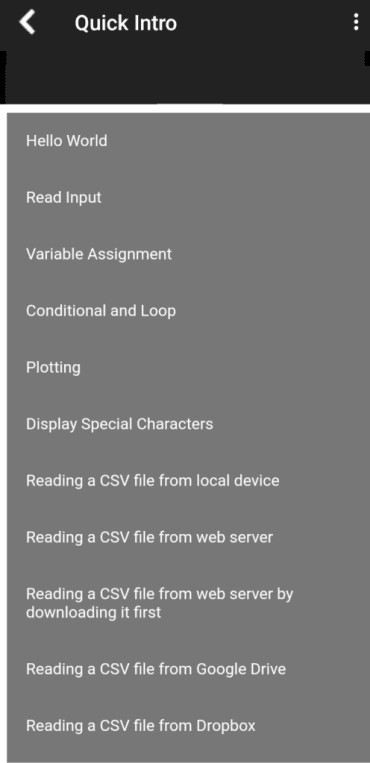 Quick Intro
Hello World
Read Input
Variable Assignment
Conditional and Loop
Plotting
Display Special Characters
Reading a CSV file from local device
Reading a CSV file from web server
Reading a CSV file from web server by
downloading it first
Reading a CSV file from Google Drive
Reading a CSV file from Dropbox